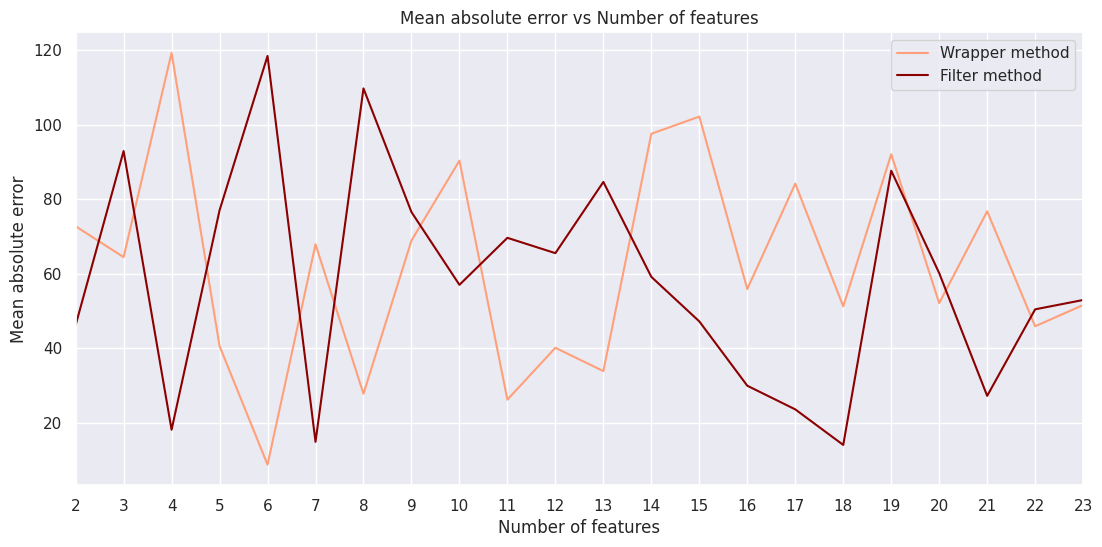 Mean absolute error vs Number of features
Wrapper method
Filter method
Mean absolute error
120
100
80
60
40
20
2 3 4 5 6 7 8 9 10 11 12 13 14 15 16 17 18 19 20 21 22 23
Number of features